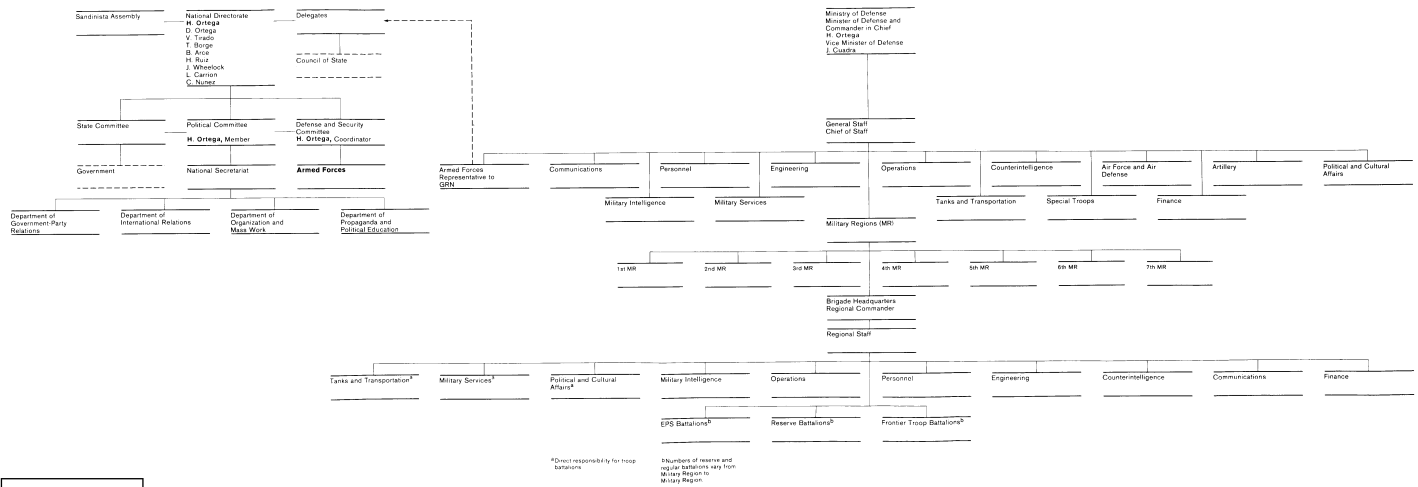 Sandinista Assembly
National Directorate
H. Ortega
D. Ortega
V. Tirado
T. Borge
B. Arce
H. Ruiz
J. Wheelock
L. Carrion
C. Nunez
Delegates
Council of State
State Committee
Political Committee
H. Ortega, Member
Defense and Security
Committee
H. Ortega, Coordinator
Government
National Secretariat
Armed Forces
Department of
Government-Party
Relations
Department of
International Relations
Department of
Organization and
Mass Work
Department of
Propaganda and
Political Education
Ministry of Defense
Minister of Defense and
Commander in Chief
H. Ortega
Vice Minister of Defense
J. Cuadra
General Staff
Chief of Staff
Armed Forces
Representative to
GRN
Communications
Personnel
Engineering
Operations
Counterintelligence
Air Force and Air
Defense
Artillery
Political and Cultural
Affairs
Military Intelligence
Military Services
Tanks and Transportation
Special Troops
Finance
Military Regions (MR)
1st MR
2nd MR
3rd MR
4th MR
5th MR
6th MR
7th MR
Brigade Headquarters
Regional Commander
Regional Staff
Tanks and Transportation^a
Military Services^a
Political and Cultural
Affairs^a
Military Intelligence
Operations
Personnel
Engineering
Counterintelligence
Communications
Finance
EPS Battalions^b
Reserve Battalions^b
Frontier Troop Battalions^b
^a Direct responsibility for troop
battalions.
^b Numbers of reserve and
regular battalions vary from
Military Region to
Military Region.